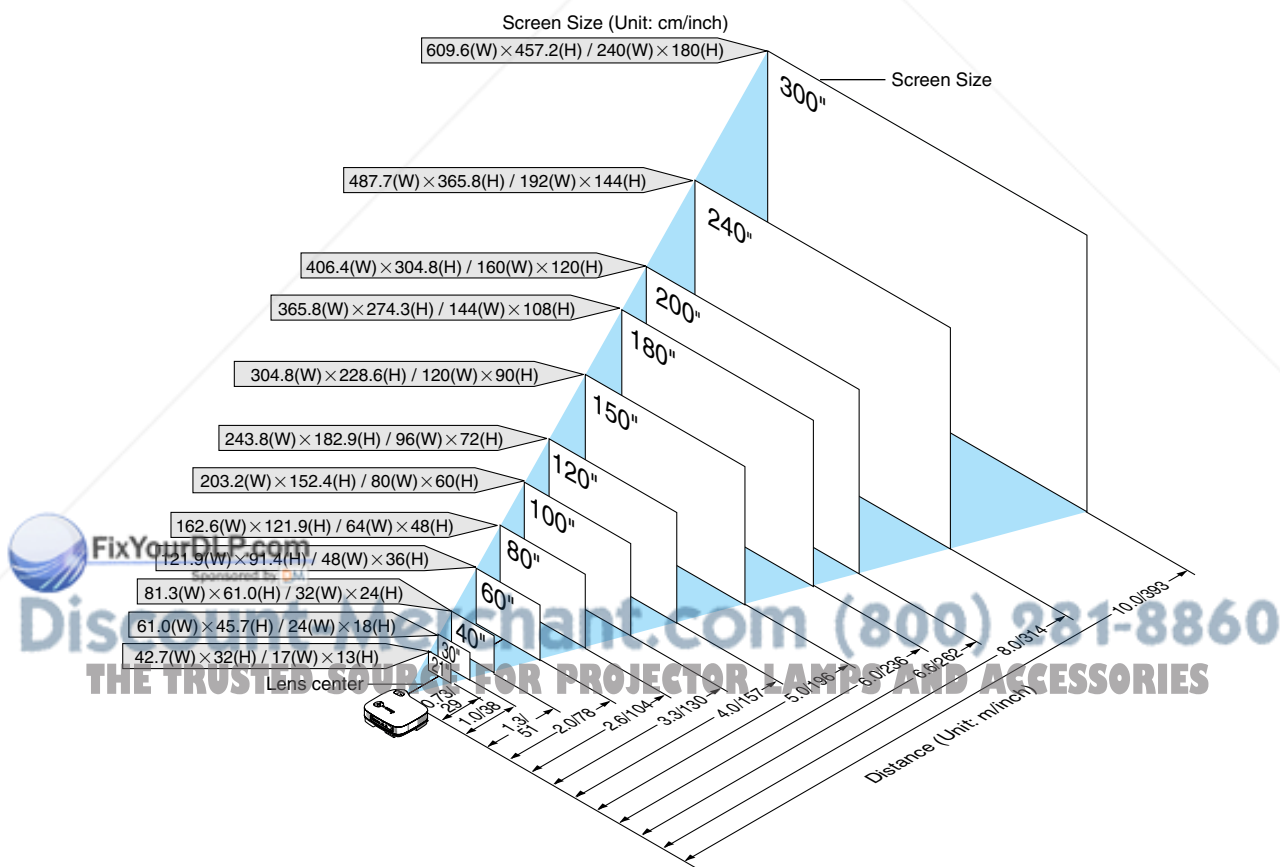 Screen Size (Unit: cm/inch)
609.6(W)×457.2(H) / 240(W)×180(H)
Screen Size
300"
487.7(W)×365.8(H) / 192(W)×144(H)
240"
406.4(W)×304.8(H) / 160(W)×120(H)
200"
365.8(W)×274.3(H) / 144(W)×108(H)
180"
304.8(W)×228.6(H) / 120(W)×90(H)
150"
243.8(W)×182.9(H) / 96(W)×72(H)
120"
203.2(W)×152.4(H) / 80(W)×60(H)
100"
162.6(W)×121.9(H) / 64(W)×48(H)
80"
FixYourDLP.com
121.9(W)×91.4(H) / 48(W)×36(H)
Sponsored by DM
60"
81.3(W)×61.0(H) / 32(W)×24(H)
Discount-Merchant.com (800) 281-8860
61.0(W)×45.7(H) / 24(W)×18(H)
40"
42.7(W)×32(H) / 17(W)×13(H)
30"
21"
THE TRUSTED SOURCE FOR PROJECTOR LAMPS AND ACCESSORIES
Lens center
0.73/
29
1.0/38
1.3/
51
2.0/78
2.6/104
3.3/130
4.0/157
5.0/196
6.0/236
6.6/262
8.0/314
10.0/393
Distance (Unit: m/inch)